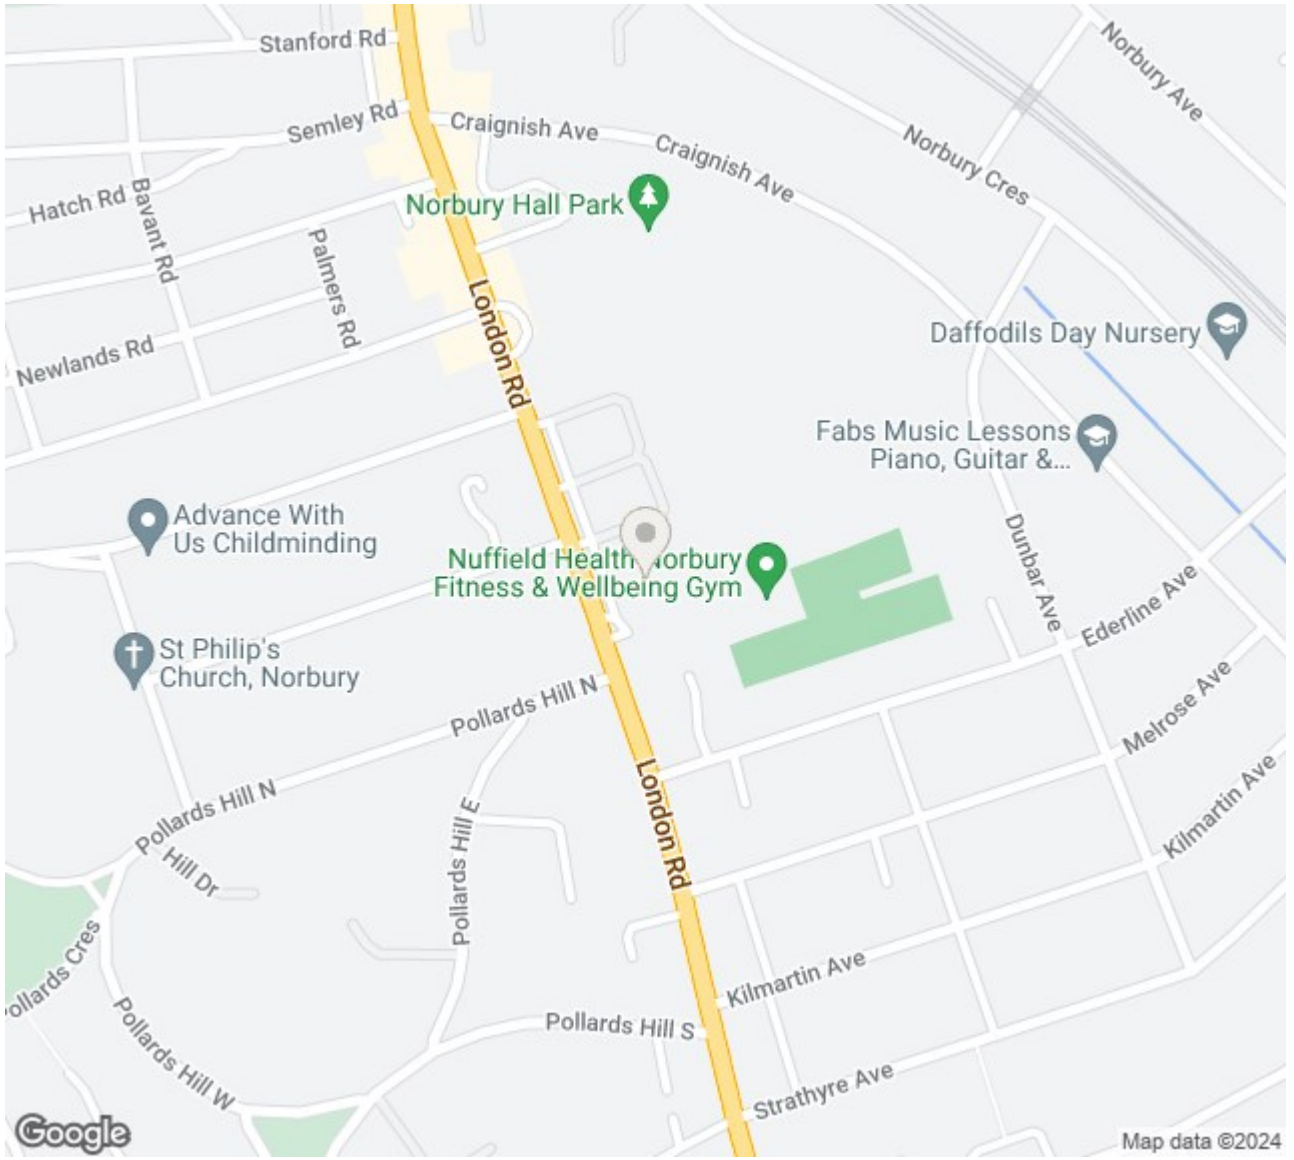 Stanford Rd
Norbury Ave
Semley Rd
Craignish Ave
Craignish Ave
Norbury Cres
Hatch Rd
Bavant Rd
Norbury Hall Park
Palmers Rd
London Rd
Newlands Rd
Daffodils Day Nursery
Fabs Music Lessons
Piano, Guitar &...
Advance With
Us Childminding
Nuffield Health Norbury
Fitness & Wellbeing Gym
Dunbar Ave
Ederline Ave
St Philip's
Church, Norbury
Pollards Hill N
Melrose Ave
London Rd
Pollards Hill N
Kilmartin Ave
Hill Dr
Pollards Hill E
Pollards Cres
Kilmartin Ave
Pollards Hill W
Pollards Hill S
Strathyre Ave
Google
Map data ©2024